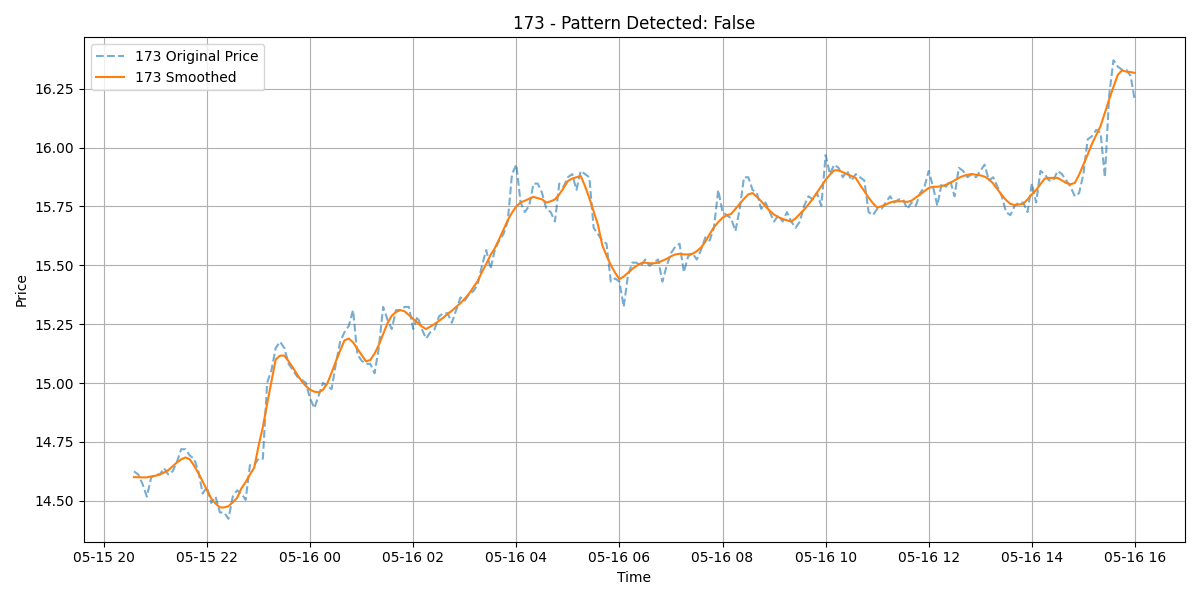 173 - Pattern Detected: False
173 Original Price
173 Smoothed
Price
16.25
16.00
15.75
15.50
15.25
15.00
14.75
14.50
05-15 20 05-15 22 05-16 00 05-16 02 05-16 04 05-16 06 05-16 08 05-16 10 05-16 12 05-16 14 05-16 16
Time